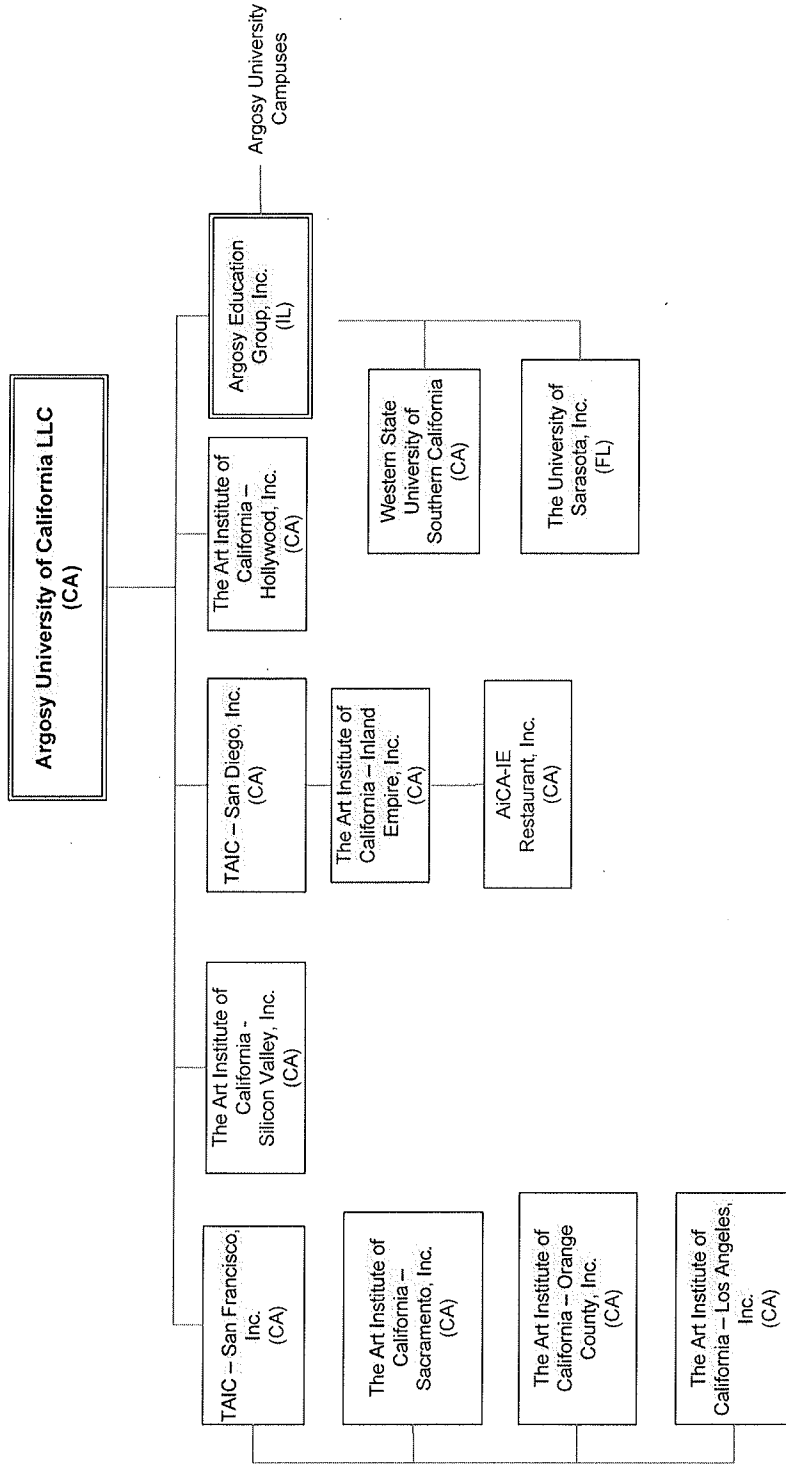 Argosy University of California LLC
(CA)
TAIC – San Francisco,
Inc.
(CA)
The Art Institute of
California –
Sacramento, Inc.
(CA)
The Art Institute of
California – Orange
County, Inc.
(CA)
The Art Institute of
California – Los Angeles,
Inc.
(CA)
The Art Institute of
California -
Silicon Valley, Inc.
(CA)
TAIC – San Diego, Inc.
(CA)
The Art Institute of
California – Inland
Empire, Inc.
(CA)
AiCA-IE
Restaurant, Inc.
(CA)
The Art Institute of
California –
Hollywood, Inc.
(CA)
Argosy Education
Group, Inc.
(IL)
Argosy University
Campuses
Western State
University of
Southern California
(CA)
The University of
Sarasota, Inc.
(FL)